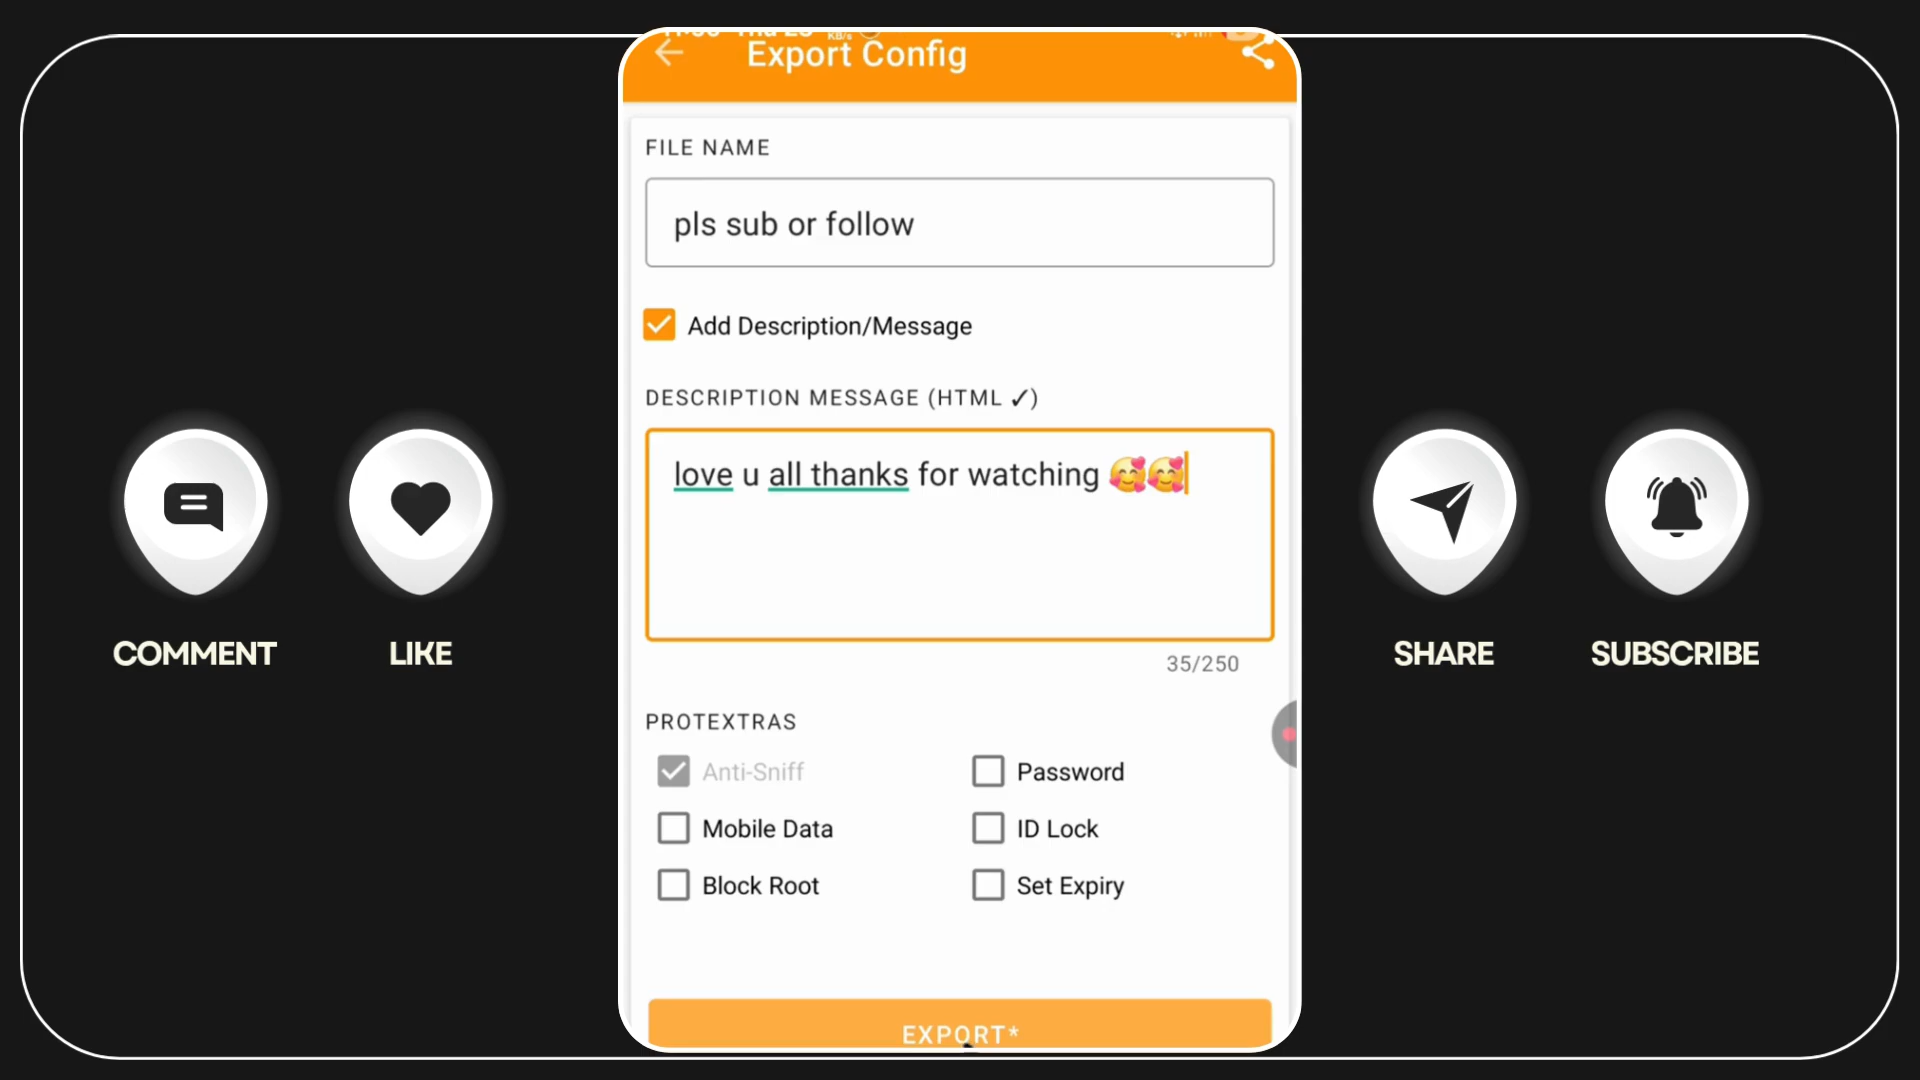 KB/s
Export Config
FILE NAME
pls sub or follow
Add Description/Message
DESCRIPTION MESSAGE (HTML ✓)
love u all thanks for watching 🥰🥰
35/250
PROTEXTRAS
Anti-Sniff
Password
Mobile Data
ID Lock
Block Root
Set Expiry
EXPORT*
COMMENT
LIKE
SHARE
SUBSCRIBE